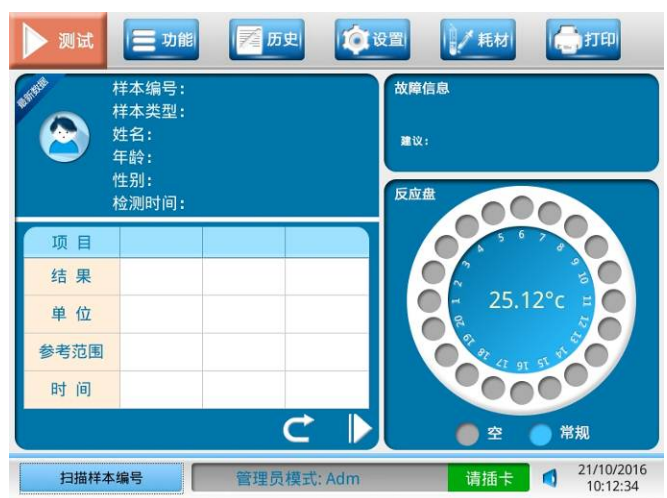 测试
功能
历史
设置
耗材
打印
最新数据
样本编号:
样本类型:
姓名:
年龄:
性别:
检测时间:
故障信息
建议:
项 目
结 果
单 位
参考范围
时 间
反应盘
1 2 3 4 5 6 7 8 9 10 11 12 13 14 15 16 17 18 19 20
25.12°c
空
常规
扫描样本编号
管理员模式: Adm
请插卡
21/10/2016
10:12:34